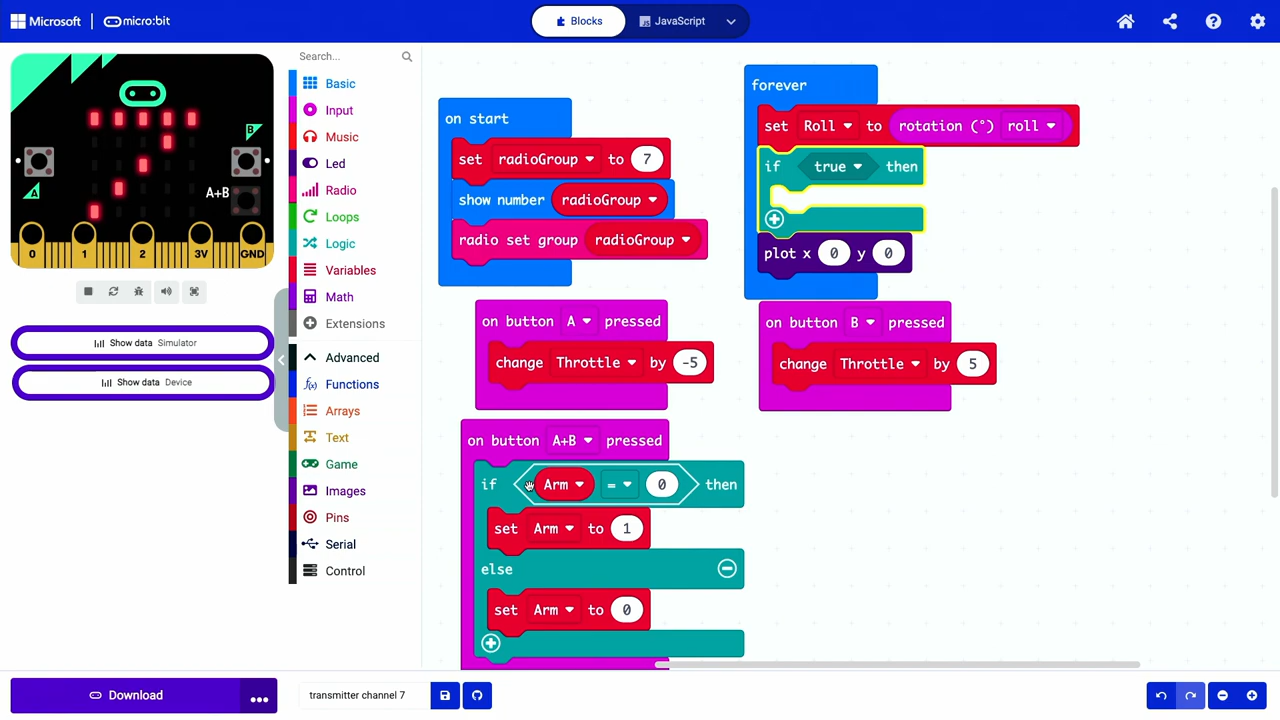 Microsoft micro:bit Blocks JavaScript
B
A
A+B
0 1 2 3V GND
Show data Simulator
Show data Device
Search...
Basic
Input
Music
Led
Radio
Loops
Logic
Variables
Math
Extensions
Advanced
Functions
Arrays
Text
Game
Images
Pins
Serial
Control
on start
set radioGroup to 7
show number radioGroup
radio set group radioGroup
forever
set Roll to rotation (°) roll
if true then
plot x 0 y 0
on button A pressed
change Throttle by -5
on button B pressed
change Throttle by 5
on button A+B pressed
if Arm = 0 then
set Arm to 1
else
set Arm to 0
Download
transmitter channel 7